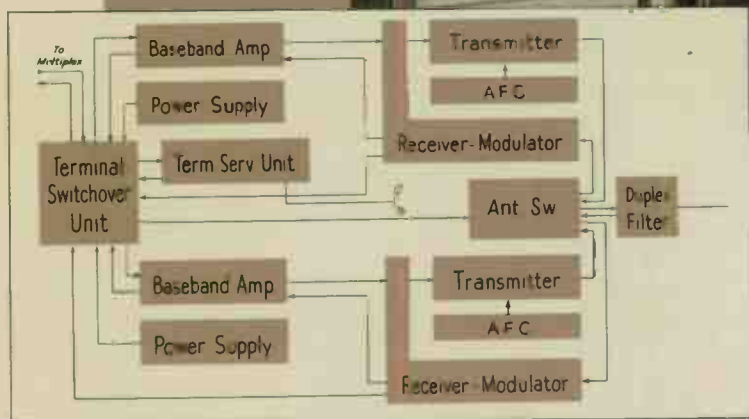 To
Multiplex
Baseband Amp
Transmitter
AFC
Power Supply
Receiver-Modulator
Terminal
Switchover
Unit
Term Serv Unit
Ant Sw
Duplex
Filter
Baseband Amp
Transmitter
AFC
Power Supply
Receiver-Modulator